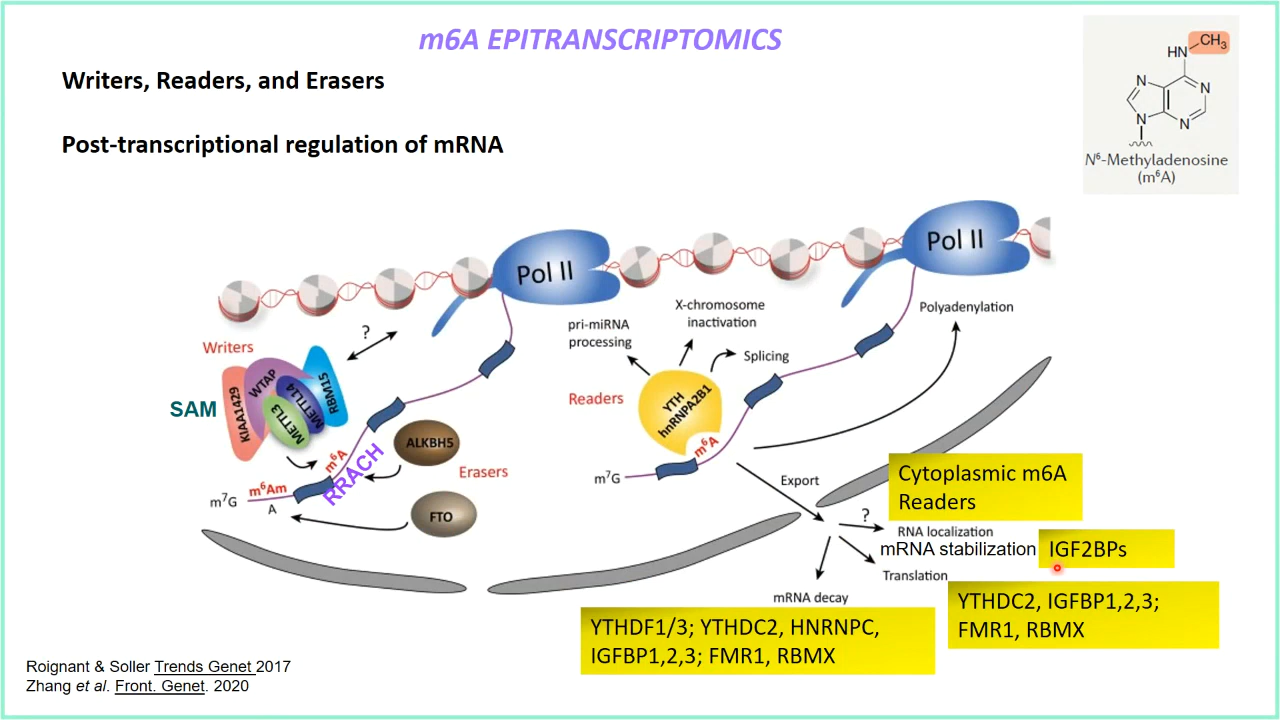 m6A EPITRANSCRIPTOMICS
Writers, Readers, and Erasers
Post-transcriptional regulation of mRNA
HN
CH3
N
N
N
N
N6-Methyladenosine
(m6A)
Pol II
Pol II
?
Writers
SAM
KIAA1429
WTAP
METTL3
METTL14
RBM15
m6A
RRACH
ALKBH5
Erasers
FTO
m7G
m6Am
A
pri-miRNA
processing
X-chromosome
inactivation
Splicing
Readers
YTH
hnRNPA2B1
m6A
m7G
Polyadenylation
Export
Cytoplasmic m6A
Readers
?
RNA localization
mRNA stabilization
IGF2BPs
Translation
mRNA decay
YTHDC2, IGFBP1,2,3;
FMR1, RBMX
YTHDF1/3; YTHDC2, HNRNPC,
IGFBP1,2,3; FMR1, RBMX
Roignant & Soller Trends Genet 2017
Zhang et al. Front. Genet. 2020